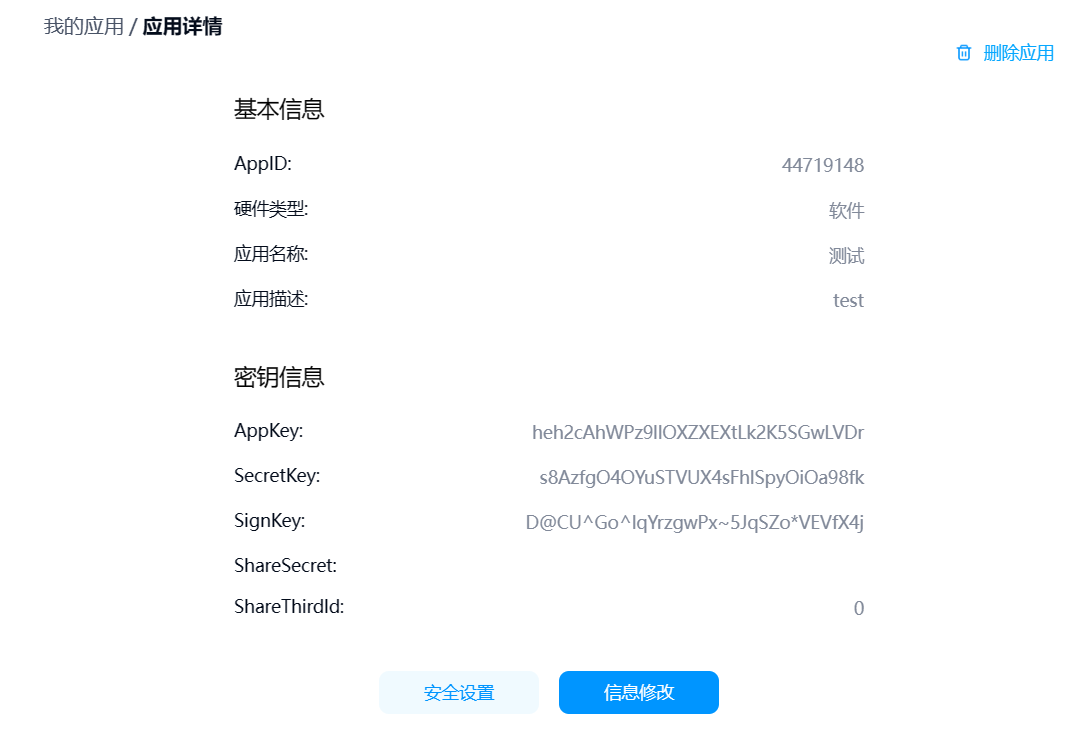 我的应用 / 应用详情
删除应用
基本信息
AppID: 44719148
硬件类型: 软件
应用名称: 测试
应用描述: test
密钥信息
AppKey: heh2cAhWPz9IlOXZXEXtLk2K5SGwLVDr
SecretKey: s8AzfgO4OYuSTVUX4sFhlSpyOiOa98fk
SignKey: D@CU^Go^IqYrzgwPx~5JqSZo*VEVfX4j
ShareSecret:
ShareThirdId: 0
安全设置
信息修改